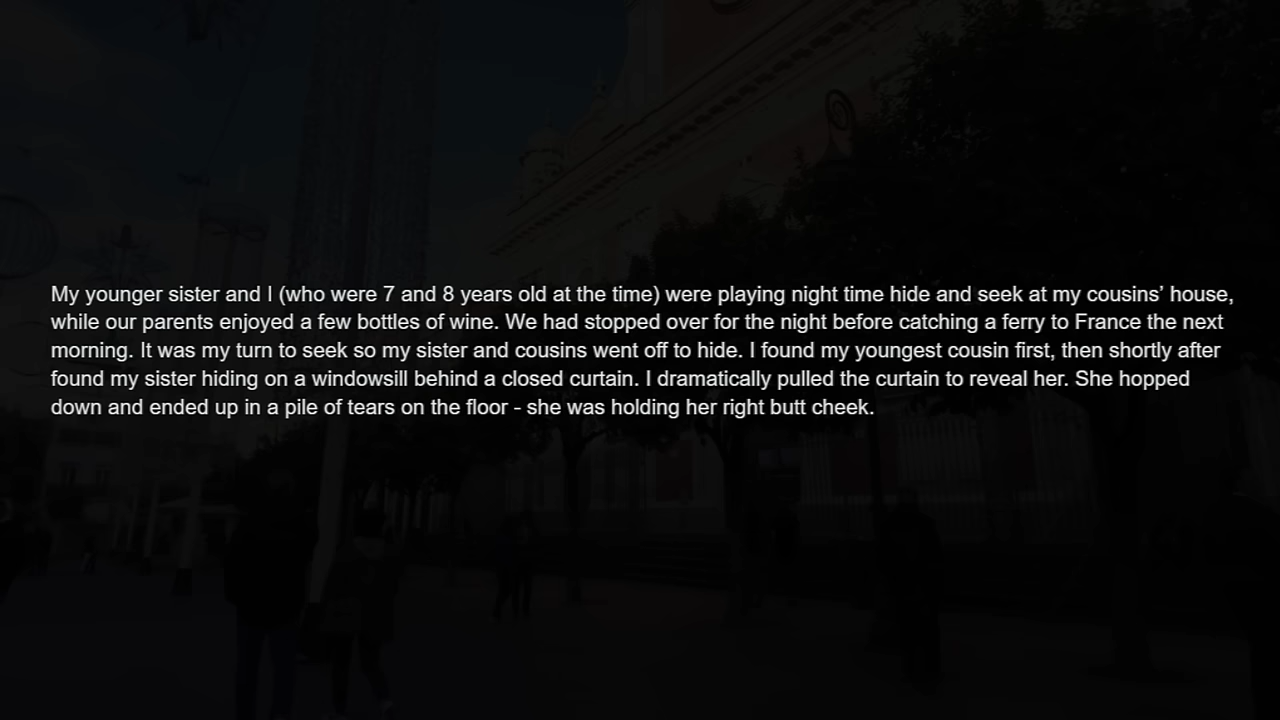 My younger sister and I (who were 7 and 8 years old at the time) were playing night time hide and seek at my cousins’ house,
while our parents enjoyed a few bottles of wine. We had stopped over for the night before catching a ferry to France the next
morning. It was my turn to seek so my sister and cousins went off to hide. I found my youngest cousin first, then shortly after
found my sister hiding on a windowsill behind a closed curtain. I dramatically pulled the curtain to reveal her. She hopped
down and ended up in a pile of tears on the floor - she was holding her right butt cheek.